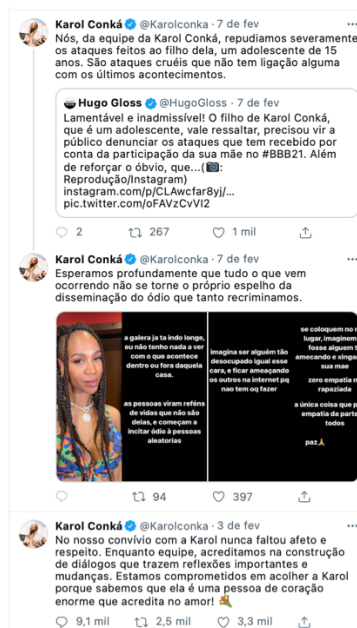 Karol Conká @Karolconka · 7 de fev
Nós, da equipe da Karol Conká, repudiamos severamente
os ataques feitos ao filho dela, um adolescente de 15
anos. São ataques cruéis que não tem ligação alguma
com os últimos acontecimentos.
Hugo Gloss @HugoGloss · 7 de fev
Lamentável e inadmissível! O filho de Karol Conká,
que é um adolescente, vale ressaltar, precisou vir a
público denunciar os ataques que tem recebido por
conta da participação da sua mãe no #BBB21. Além
de reforçar o óbvio, que...(📷:
Reprodução/Instagram)
instagram.com/p/CLAwcfar8yj/...
pic.twitter.com/oFAVzCvVI2
2 267 1 mil
Karol Conká @Karolconka · 7 de fev
Esperamos profundamente que tudo o que vem
ocorrendo não se torne o próprio espelho da
disseminação do ódio que tanto recriminamos.
a galera ja ta indo longe,
eu não tenho nada a ver
com o que acontece
dentro ou fora daquela
casa.
as pessoas viram reféns
de vidas que não são
delas, e começam a
incitar ódio à pessoas
aleatorias
imagina ser alguém tão
desocupado igual esse
cara, e ficar ameaçando
os outros na internet pq
nao tem oq fazer
se coloquem no m
lugar, imaginem
fosse alguem t
amecando e xingan
sua mae
zero empatia n
rapaziada
a única coisa que p
empatia da parte
todos
paz🙏
94 397
Karol Conká @Karolconka · 3 de fev
No nosso convívio com a Karol nunca faltou afeto e
respeito. Enquanto equipe, acreditamos na construção
de diálogos que trazem reflexões importantes e
mudanças. Estamos comprometidos em acolher a Karol
porque sabemos que ela é uma pessoa de coração
enorme que acredita no amor!
9,1 mil 2,5 mil 3,3 mil